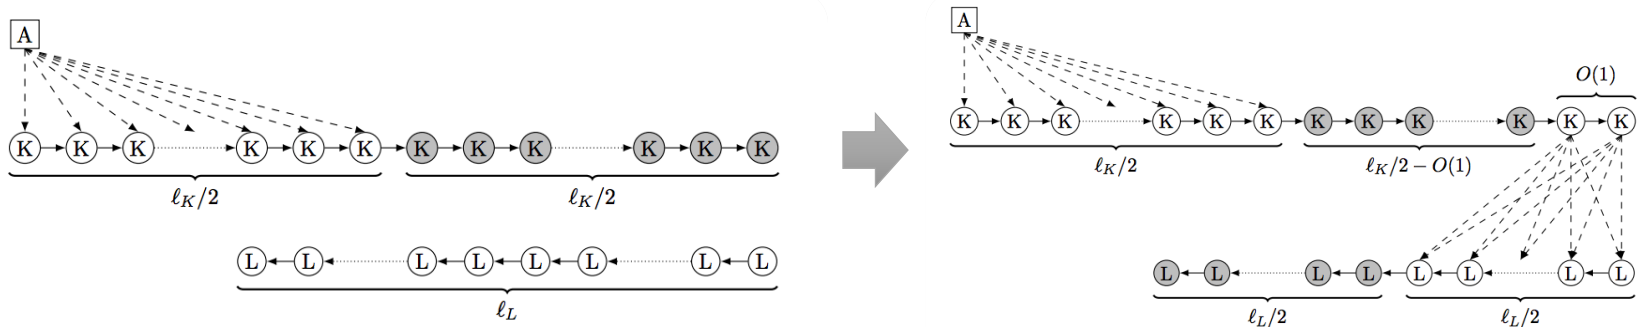 A
K K K K K K K K K K K K
ℓ_K/2 ℓ_K/2
L L L L L L L L
ℓ_L
A
O(1)
K K K K K K K K K K K K
ℓ_K/2 ℓ_K/2 − O(1)
L L L L L L L L
ℓ_L/2 ℓ_L/2